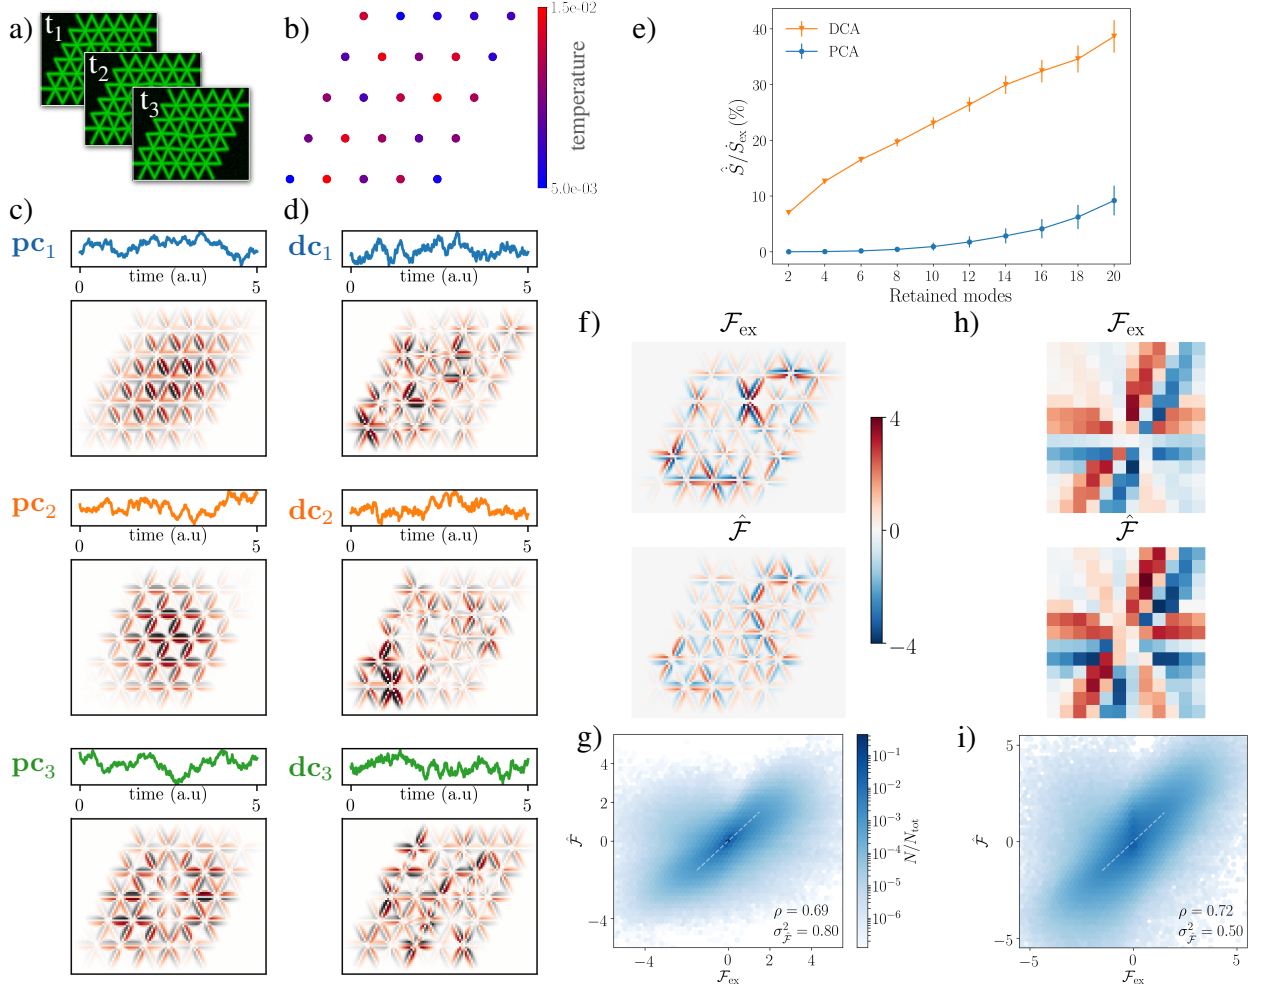 a)
t1
t2
t3
b)
1.5e-02
temperature
5.0e-03
c)
pc1
time (a.u)
0
5
pc2
time (a.u)
0
5
pc3
time (a.u)
0
5
d)
dc1
time (a.u)
0
5
dc2
time (a.u)
0
5
dc3
time (a.u)
0
5
e)
DCA
PCA
40
30
20
10
0
Ŝ̇/Ṡex(%)
2 4 6 8 10 12 14 16 18 20
Retained modes
f)
ℱex
ℱ̂
4
0
−4
h)
ℱex
ℱ̂
g)
4
2
0
−4
ℱ̂
−4 0 2 4
ℱex
ρ = 0.69
σ²ℱ̂ = 0.80
10⁻¹
10⁻²
10⁻³
10⁻⁴
10⁻⁵
10⁻⁶
N/Ntot
i)
5
0
−5
ℱ̂
−5 0 5
ℱex
ρ = 0.72
σ²ℱ̂ = 0.50